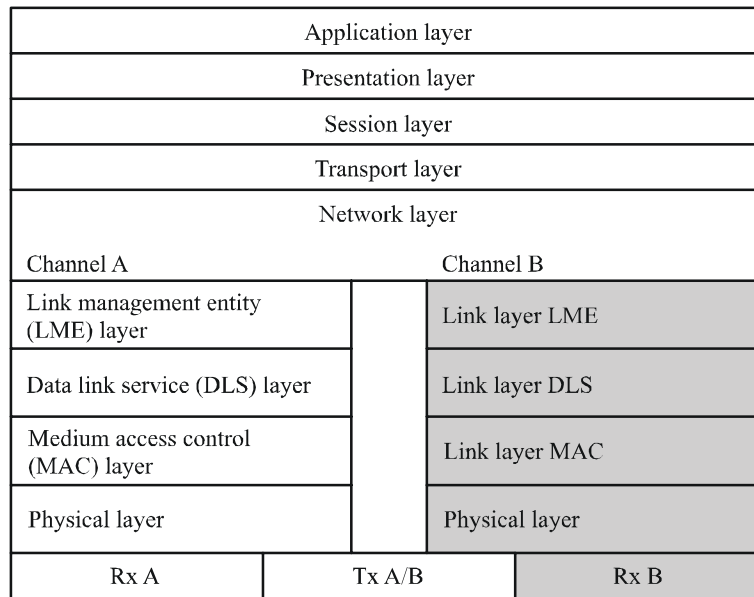 Application layer
Presentation layer
Session layer
Transport layer
Network layer
Channel A
Channel B
Link management entity
(LME) layer
Link layer LME
Data link service (DLS) layer
Link layer DLS
Medium access control
(MAC) layer
Link layer MAC
Physical layer
Physical layer
Rx A
Tx A/B
Rx B